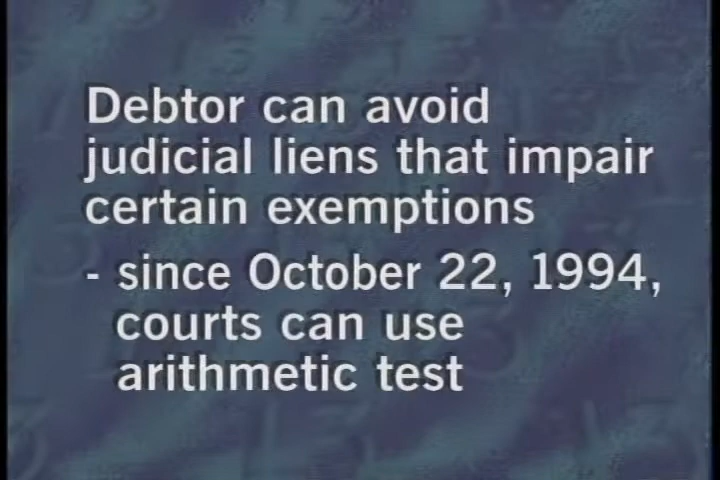 Debtor can avoid
judicial liens that impair
certain exemptions
- since October 22, 1994,
courts can use
arithmetic test